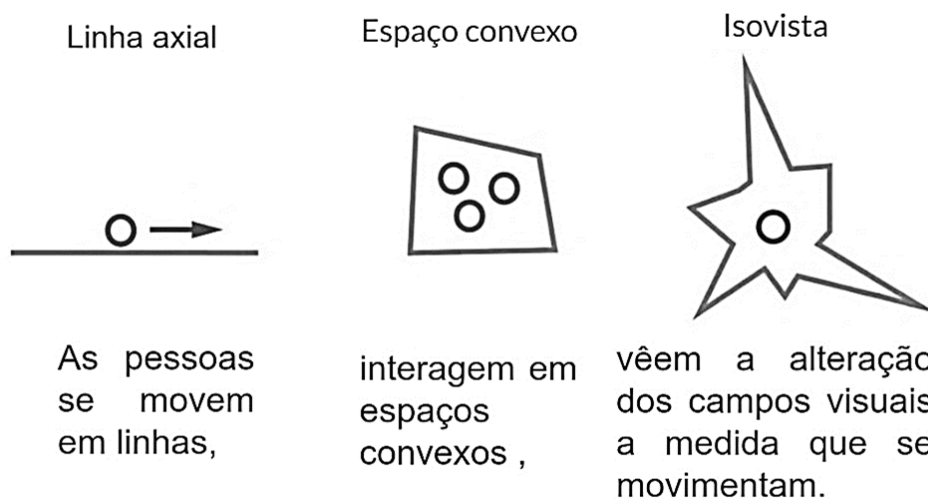 Linha axial
As pessoas
se movem
em linhas,
Espaço convexo
interagem em
espaços
convexos ,
Isovista
vêem a alteração
dos campos visuais
a medida que se
movimentam.